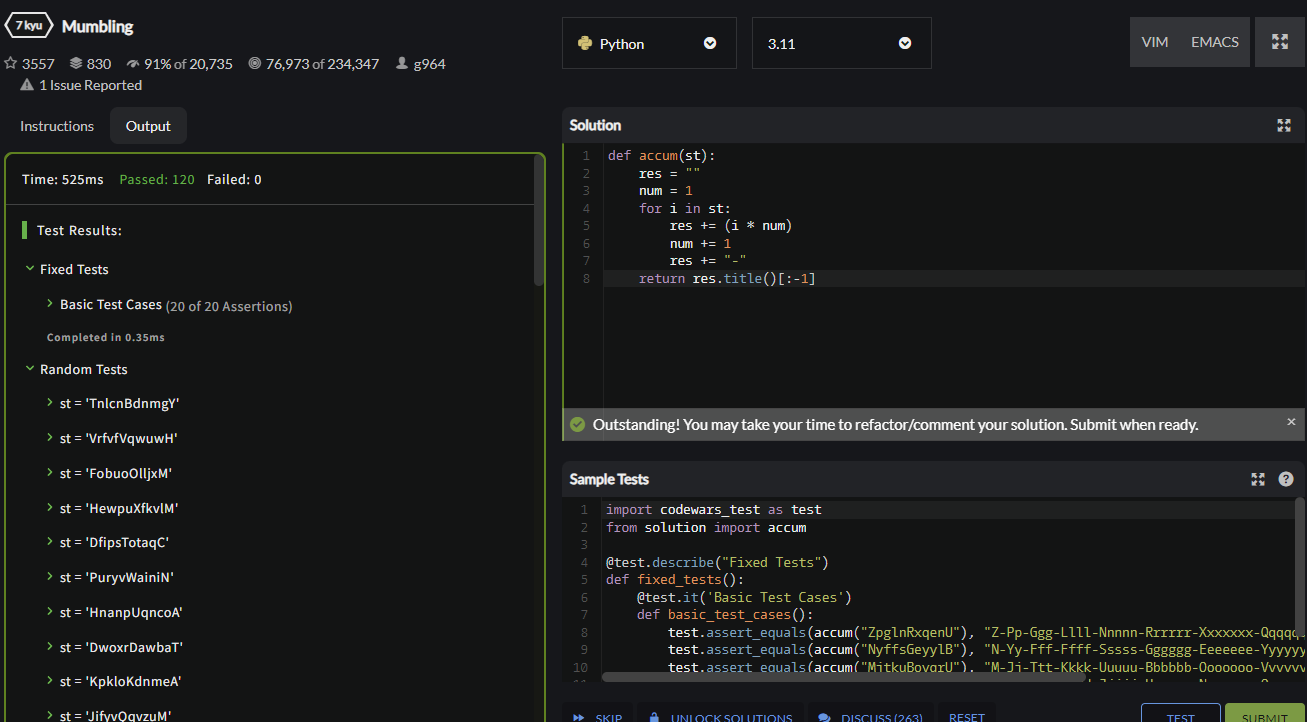 7 kyu Mumbling
3557 830 91% of 20,735 76,973 of 234,347 g964
1 Issue Reported
Instructions Output
Time: 525ms Passed: 120 Failed: 0
Test Results:
Fixed Tests
Basic Test Cases (20 of 20 Assertions)
Completed in 0.35ms
Random Tests
st = 'TnlcnBdnmgY'
st = 'VrfvfVqwuwH'
st = 'FobuoOlljxM'
st = 'HewpuXfkvlM'
st = 'DfipsTotaqC'
st = 'PuryvWainiN'
st = 'HnanpUqncoA'
st = 'DwoxrDawbaT'
st = 'KpkloKdnmeA'
st = 'JifyvOqvzuM'
Python 3.11 VIM EMACS
Solution
1 def accum(st):
2 res = ""
3 num = 1
4 for i in st:
5 res += (i * num)
6 num += 1
7 res += "-"
8 return res.title()[:-1]
Outstanding! You may take your time to refactor/comment your solution. Submit when ready.
Sample Tests
1 import codewars_test as test
2 from solution import accum
3
4 @test.describe("Fixed Tests")
5 def fixed_tests():
6 @test.it('Basic Test Cases')
7 def basic_test_cases():
8 test.assert_equals(accum("ZpglnRxqenU"), "Z-Pp-Ggg-Llll-Nnnnn-Rrrrrr-Xxxxxxx-Qqqqq
9 test.assert_equals(accum("NyffsGeyylB"), "N-Yy-Fff-Ffff-Sssss-Gggggg-Eeeeeee-Yyyyyy
10 test.assert_equals(accum("MjtkuBovqrU"), "M-Jj-Ttt-Kkkk-Uuuuu-Bbbbbb-Ooooooo-Vvvvvv
SKIP UNLOCK SOLUTIONS DISCUSS (263) RESET TEST SUBMIT